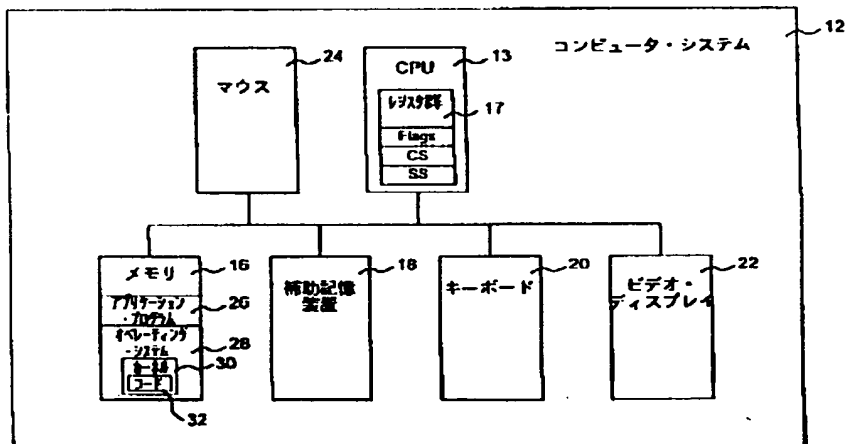 コンピュータ・システム
12
マウス
24
CPU
13
レジスタ群
17
Flags
CS
SS
メモリ
16
アプリケーション
・プログラム
26
オペレーティング
・システム
28
カーネル
30
コード
32
補助記憶
装置
18
キーボード
20
ビデオ・
ディスプレイ
22